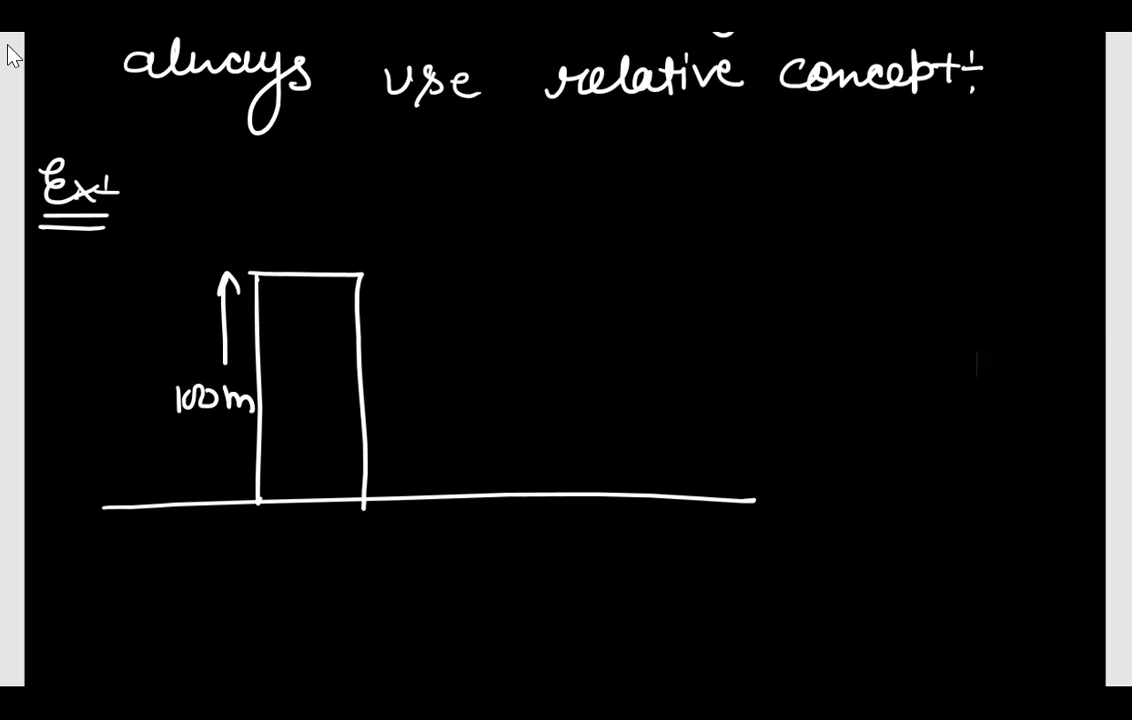 always use relative concept :-
Ex :-
100m